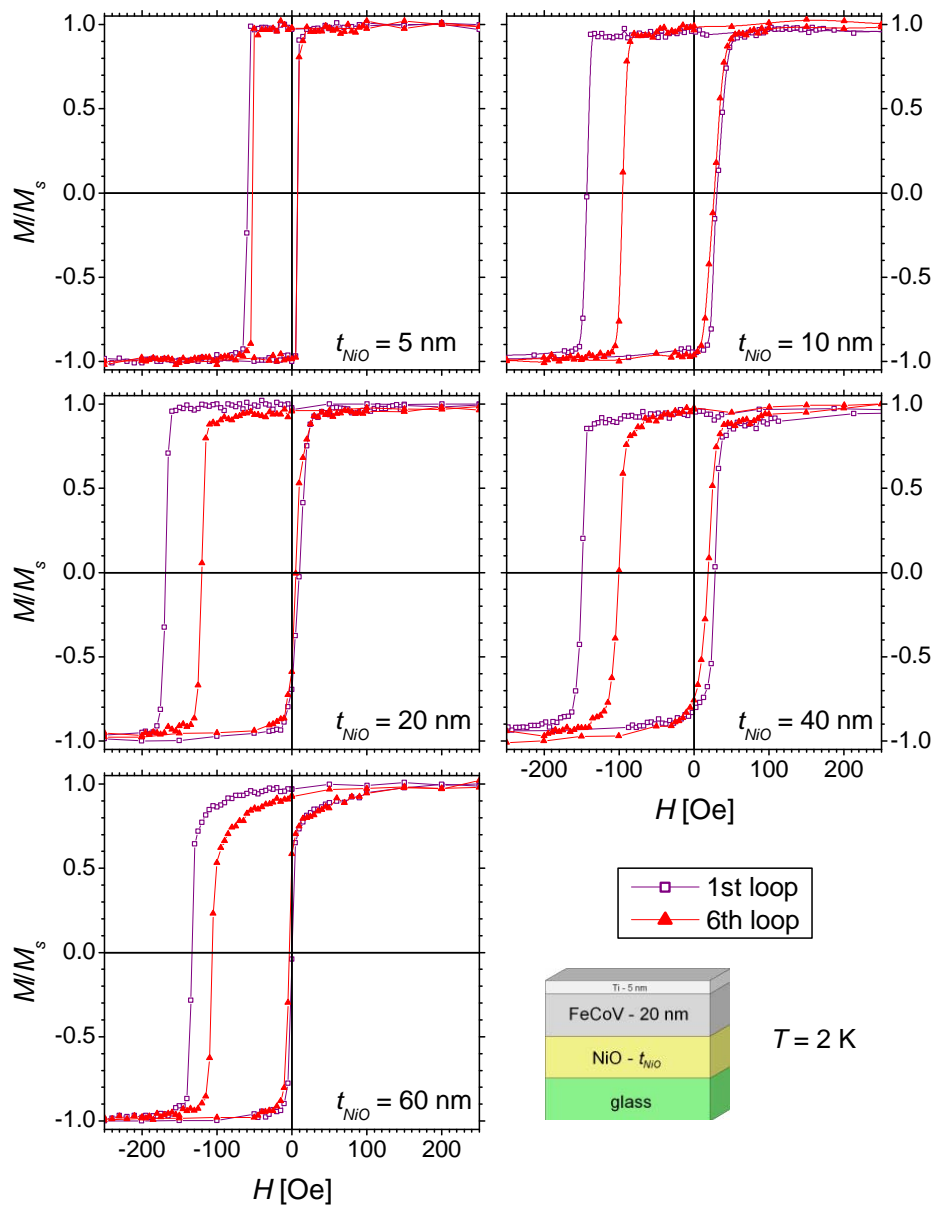 1.0
0.5
0.0
-0.5
-1.0
M/Ms
tNiO = 5 nm
1.0
0.5
0.0
-0.5
-1.0
tNiO = 10 nm
1.0
0.5
0.0
-0.5
-1.0
M/Ms
tNiO = 20 nm
1.0
0.5
0.0
-0.5
-1.0
tNiO = 40 nm
-200 -100 0 100 200
H [Oe]
1.0
0.5
0.0
-0.5
-1.0
M/Ms
tNiO = 60 nm
-200 -100 0 100 200
H [Oe]
1st loop
6th loop
Ti - 5 nm
FeCoV - 20 nm
NiO - tNiO
glass
T = 2 K